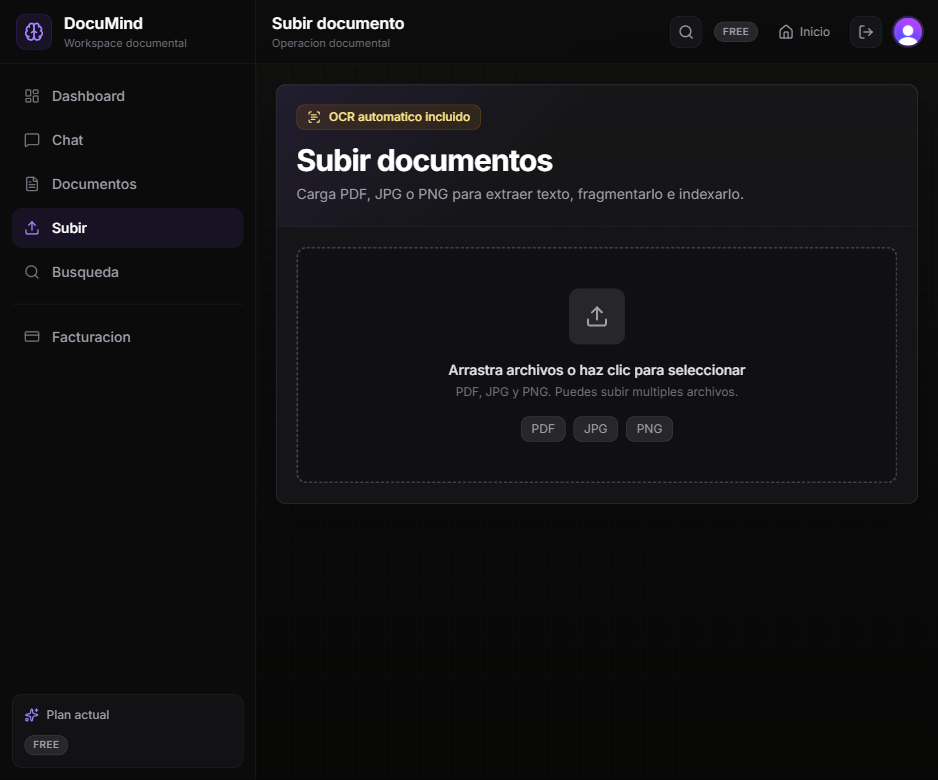 DocuMind
Workspace documental
Dashboard
Chat
Documentos
Subir
Busqueda
Facturacion
Plan actual
FREE
Subir documento
Operacion documental
FREE
Inicio
OCR automatico incluido
Subir documentos
Carga PDF, JPG o PNG para extraer texto, fragmentarlo e indexarlo.
Arrastra archivos o haz clic para seleccionar
PDF, JPG y PNG. Puedes subir multiples archivos.
PDF
JPG
PNG